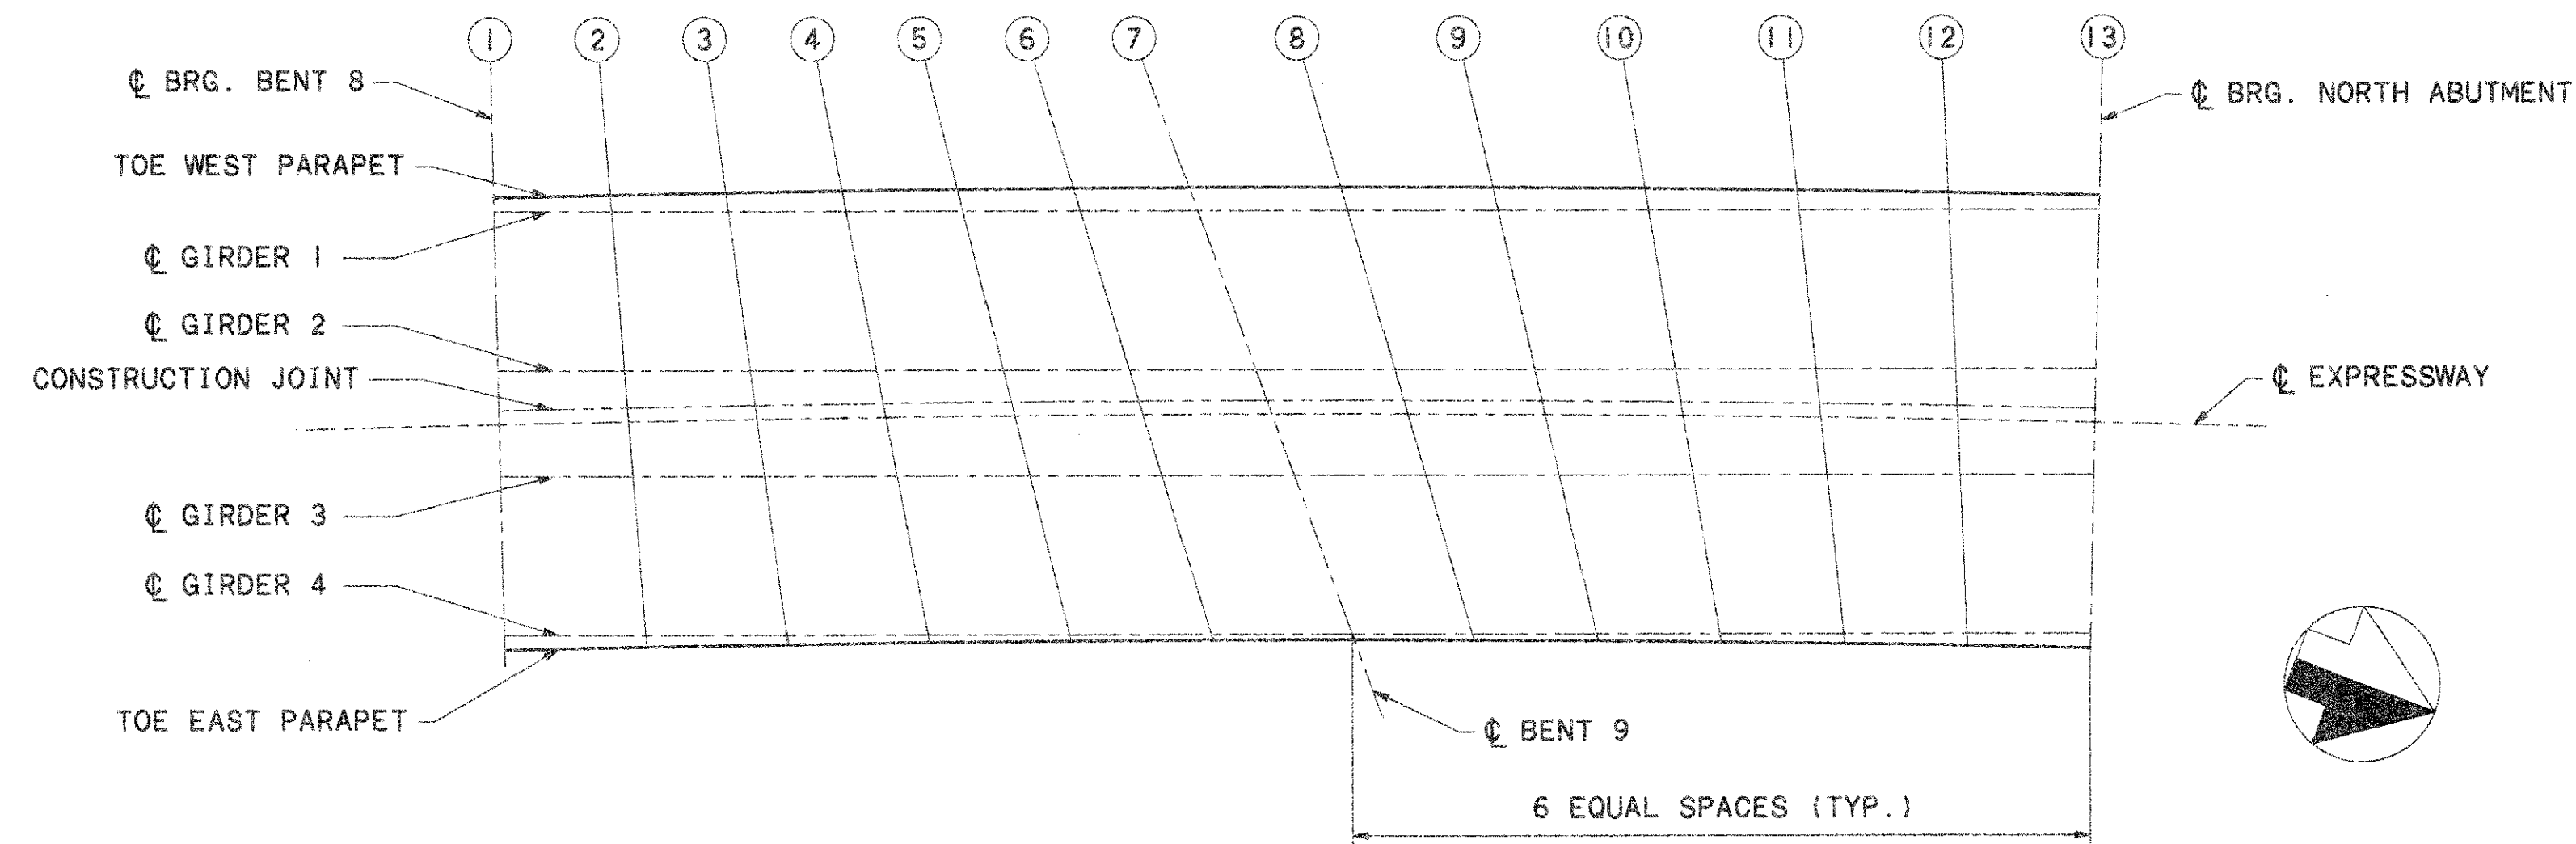 1 2 3 4 5 6 7 8 9 10 11 12 13
℄ BRG. BENT 8
℄ BRG. NORTH ABUTMENT
TOE WEST PARAPET
℄ GIRDER 1
℄ GIRDER 2
CONSTRUCTION JOINT
℄ EXPRESSWAY
℄ GIRDER 3
℄ GIRDER 4
TOE EAST PARAPET
℄ BENT 9
6 EQUAL SPACES (TYP.)